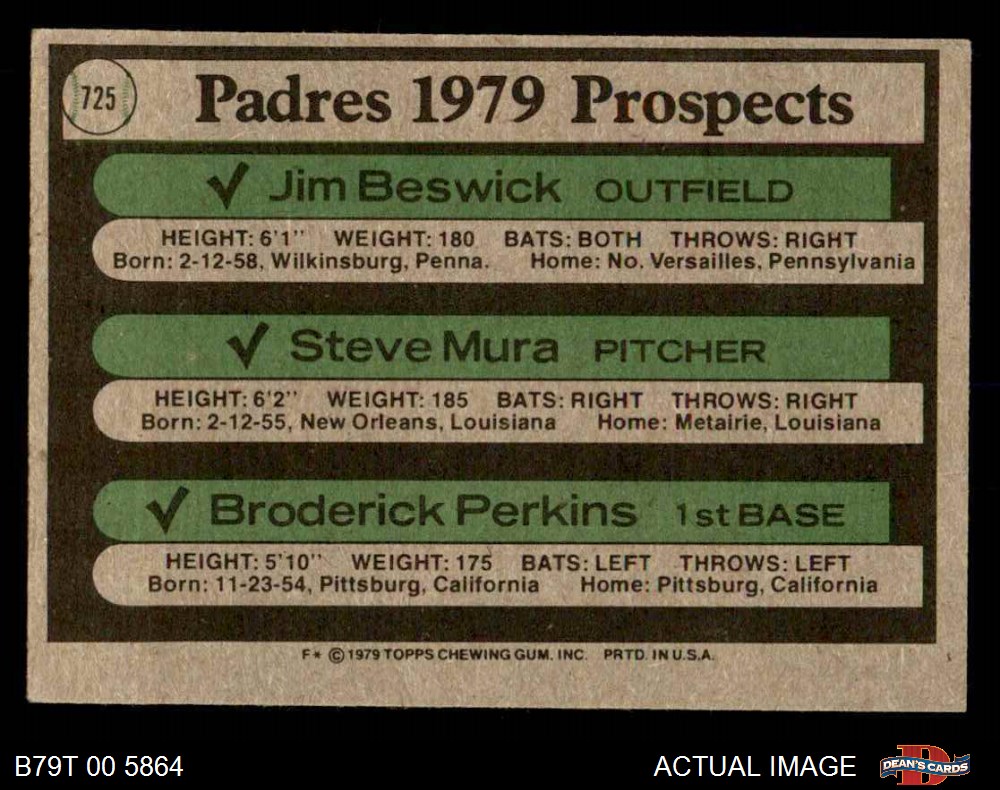 725
Padres 1979 Prospects
✓ Jim Beswick OUTFIELD
HEIGHT: 6'1" WEIGHT: 180 BATS: BOTH THROWS: RIGHT
Born: 2-12-58, Wilkinsburg, Penna. Home: No. Versailles, Pennsylvania
✓ Steve Mura PITCHER
HEIGHT: 6'2" WEIGHT: 185 BATS: RIGHT THROWS: RIGHT
Born: 2-12-55, New Orleans, Louisiana Home: Metairie, Louisiana
✓ Broderick Perkins 1st BASE
HEIGHT: 5'10" WEIGHT: 175 BATS: LEFT THROWS: LEFT
Born: 11-23-54, Pittsburg, California Home: Pittsburg, California
F* © 1979 TOPPS CHEWING GUM, INC. PRTD. IN U.S.A.
B79T 00 5864 ACTUAL IMAGE D DEAN'S CARDS